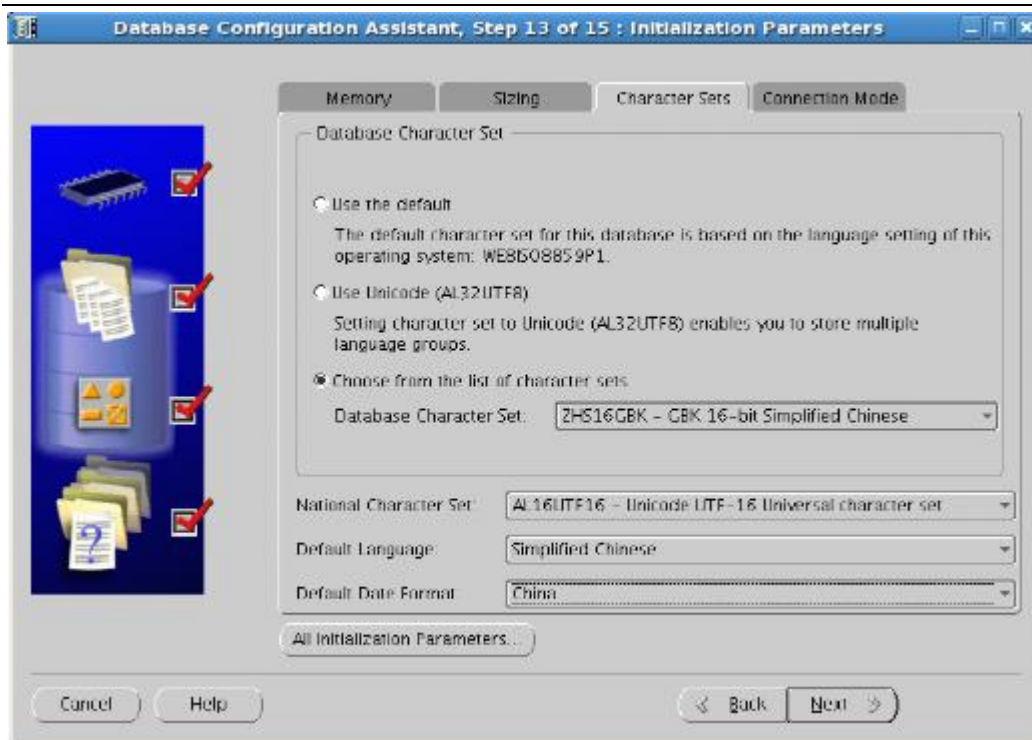 Database Configuration Assistant, Step 13 of 15 : Initialization Parameters
Memory
Sizing
Character Sets
Connection Mode
Database Character Set
Use the default
The default character set for this database is based on the language setting of this
operating system: WE8ISO8859P1.
Use Unicode (AL32UTF8)
Setting character set to Unicode (AL32UTF8) enables you to store multiple
language groups.
Choose from the list of character sets
Database Character Set:
ZHS16GBK - GBK 16-bit Simplified Chinese
National Character Set:
AL16UTF16 - Unicode UTF-16 Universal character set
Default Language:
Simplified Chinese
Default Date Format
China
All Initialization Parameters...
?
Cancel
Help
Back
Next